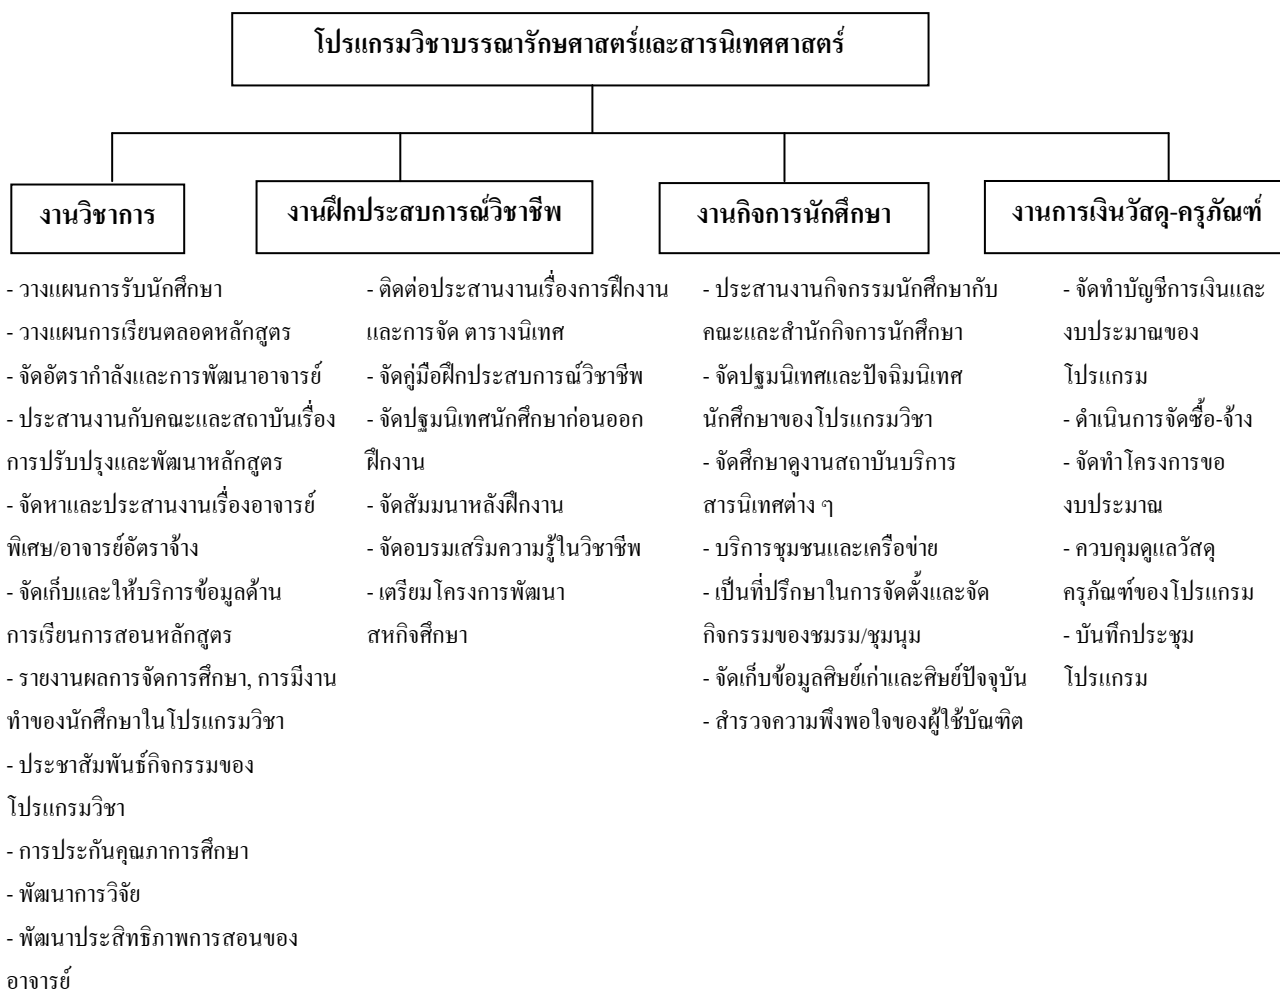 โปรแกรมวิชาบรรณารักษศาสตร์และสารนิเทศศาสตร์
งานวิชาการ
- วางแผนการรับนักศึกษา
- วางแผนการเรียนตลอดหลักสูตร
- จัดอัตรากำลังและการพัฒนาอาจารย์
- ประสานงานกับคณะและสถาบันเรื่อง
การปรับปรุงและพัฒนาหลักสูตร
- จัดหาและประสานงานเรื่องอาจารย์
พิเศษ/อาจารย์อัตราจ้าง
- จัดเก็บและให้บริการข้อมูลด้าน
การเรียนการสอนหลักสูตร
- รายงานผลการจัดการศึกษา, การมีงาน
ทำของนักศึกษาในโปรแกรมวิชา
- ประชาสัมพันธ์กิจกรรมของ
โปรแกรมวิชา
- การประกันคุณภาการศึกษา
- พัฒนาการวิจัย
- พัฒนาประสิทธิภาพการสอนของ
อาจารย์
งานฝึกประสบการณ์วิชาชีพ
- ติดต่อประสานงานเรื่องการฝึกงาน
และการจัด ตารางนิเทศ
- จัดคู่มือฝึกประสบการณ์วิชาชีพ
- จัดปฐมนิเทศนักศึกษาก่อนออก
ฝึกงาน
- จัดสัมมนาหลังฝึกงาน
- จัดอบรมเสริมความรู้ในวิชาชีพ
- เตรียมโครงการพัฒนา
สหกิจศึกษา
งานกิจการนักศึกษา
- ประสานงานกิจกรรมนักศึกษากับ
คณะและสำนักกิจการนักศึกษา
- จัดปฐมนิเทศและปัจฉิมนิเทศ
นักศึกษาของโปรแกรมวิชา
- จัดศึกษาดูงานสถาบันบริการ
สารนิเทศต่าง ๆ
- บริการชุมชนและเครือข่าย
- เป็นที่ปรึกษาในการจัดตั้งและจัด
กิจกรรมของชมรม/ชุมนุม
- จัดเก็บข้อมูลศิษย์เก่าและศิษย์ปัจจุบัน
- สำรวจความพึงพอใจของผู้ใช้บัณฑิต
งานการเงินวัสดุ-ครุภัณฑ์
- จัดทำบัญชีการเงินและ
งบประมาณของ
โปรแกรม
- ดำเนินการจัดซื้อ-จ้าง
- จัดทำโครงการขอ
งบประมาณ
- ควบคุมดูแลวัสดุ
ครุภัณฑ์ของโปรแกรม
- บันทึกประชุม
โปรแกรม